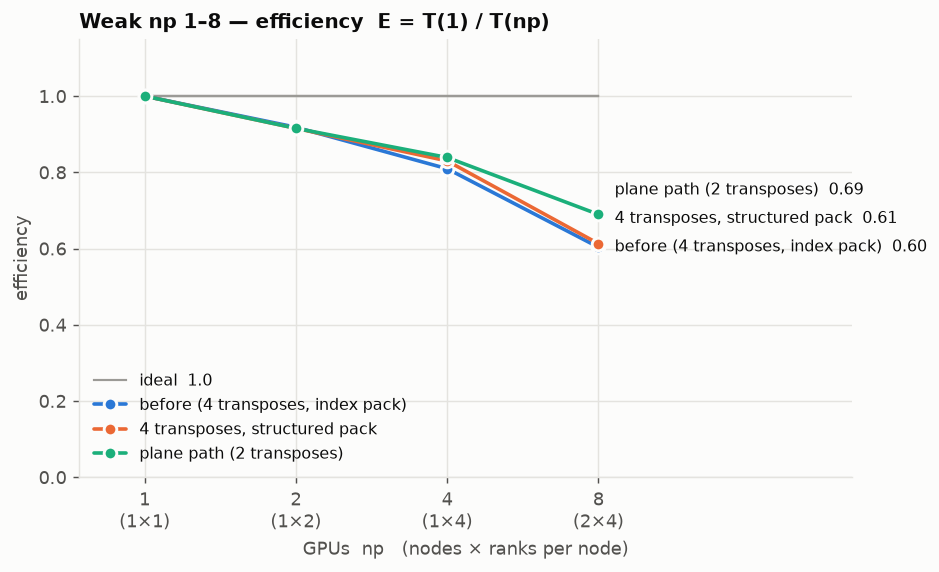 Weak np 1–8 — efficiency  E = T(1) / T(np)
1.0
0.8
0.6
0.4
0.2
0.0
efficiency
plane path (2 transposes)  0.69
4 transposes, structured pack  0.61
before (4 transposes, index pack)  0.60
ideal  1.0
before (4 transposes, index pack)
4 transposes, structured pack
plane path (2 transposes)
1 2 4 8
(1×1) (1×2) (1×4) (2×4)
GPUs  np   (nodes × ranks per node)